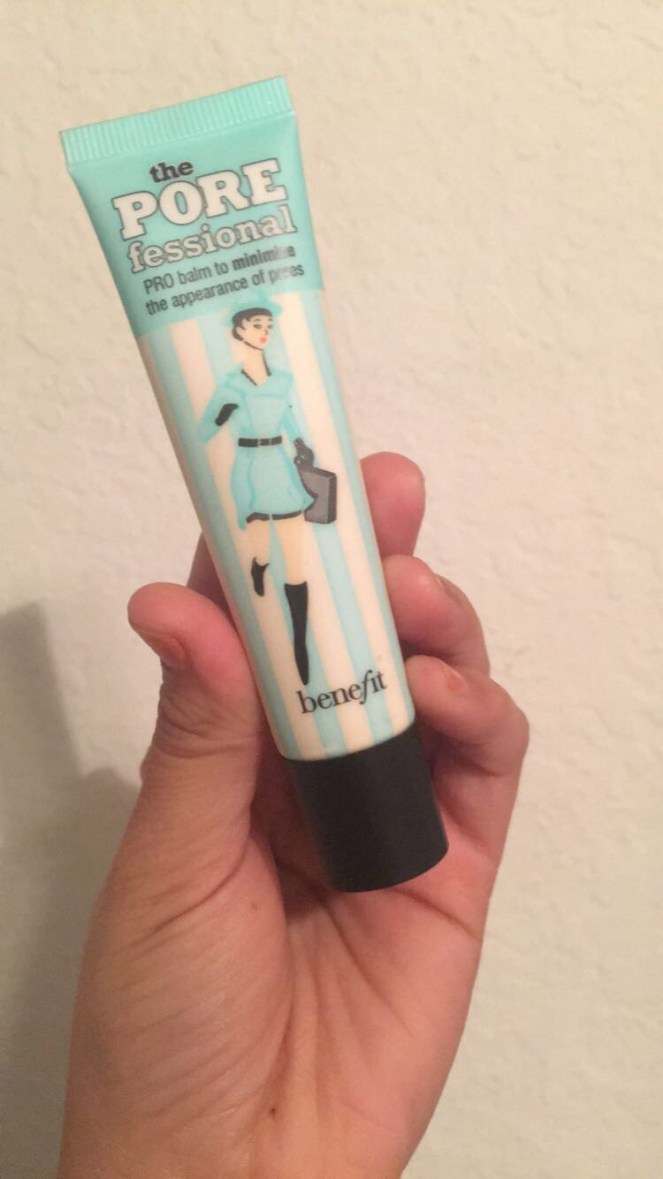 the
PORE
fessional
PRO balm to minimize
the appearance of pores
benefit